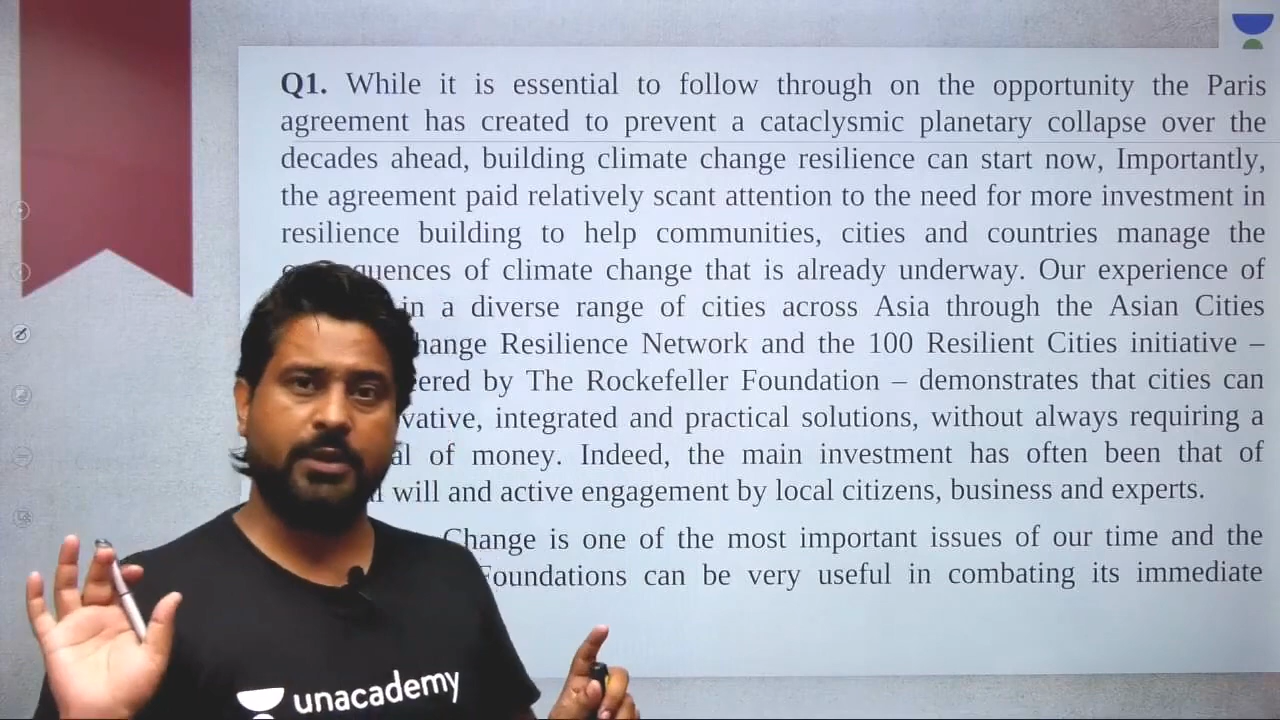 Q1. While it is essential to follow through on the opportunity the Paris
agreement has created to prevent a cataclysmic planetary collapse over the
decades ahead, building climate change resilience can start now, Importantly,
the agreement paid relatively scant attention to the need for more investment in
resilience building to help communities, cities and countries manage the
of climate change that is already underway. Our experience of
in a diverse range of cities across Asia through the Asian Cities
Resilience Network and the 100 Resilient Cities initiative –
by The Rockefeller Foundation – demonstrates that cities can
integrated and practical solutions, without always requiring a
of money. Indeed, the main investment has often been that of
will and active engagement by local citizens, business and experts.
Change is one of the most important issues of our time and the
Foundations can be very useful in combating its immediate
unacademy